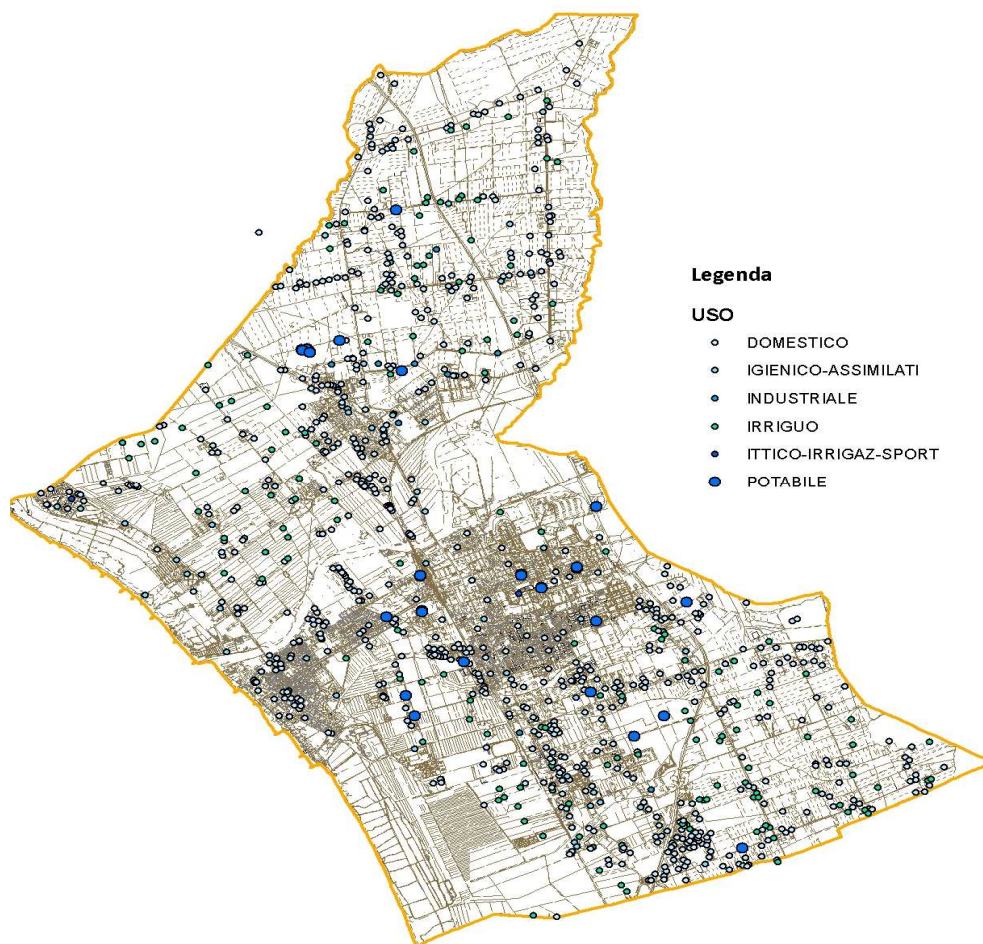 Legenda
USO
DOMESTICO
IGIENICO-ASSIMILATI
INDUSTRIALE
IRRIGUO
ITTICO-IRRIGAZ-SPORT
POTABILE